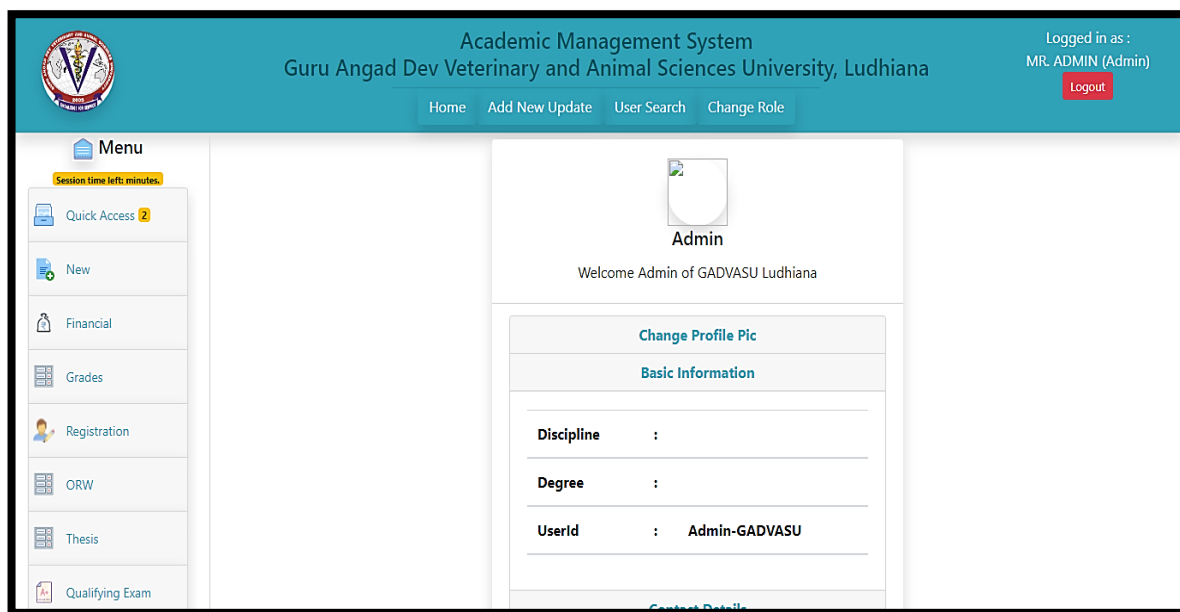 Academic Management System
Guru Angad Dev Veterinary and Animal Sciences University, Ludhiana
Home Add New Update User Search Change Role
Logged in as :
MR. ADMIN (Admin)
Logout
Menu
Session time left: minutes.
Quick Access 2
New
Financial
Grades
Registration
ORW
Thesis
Qualifying Exam
Admin
Welcome Admin of GADVASU Ludhiana
Change Profile Pic
Basic Information
Discipline :
Degree :
UserId : Admin-GADVASU
Contact Details